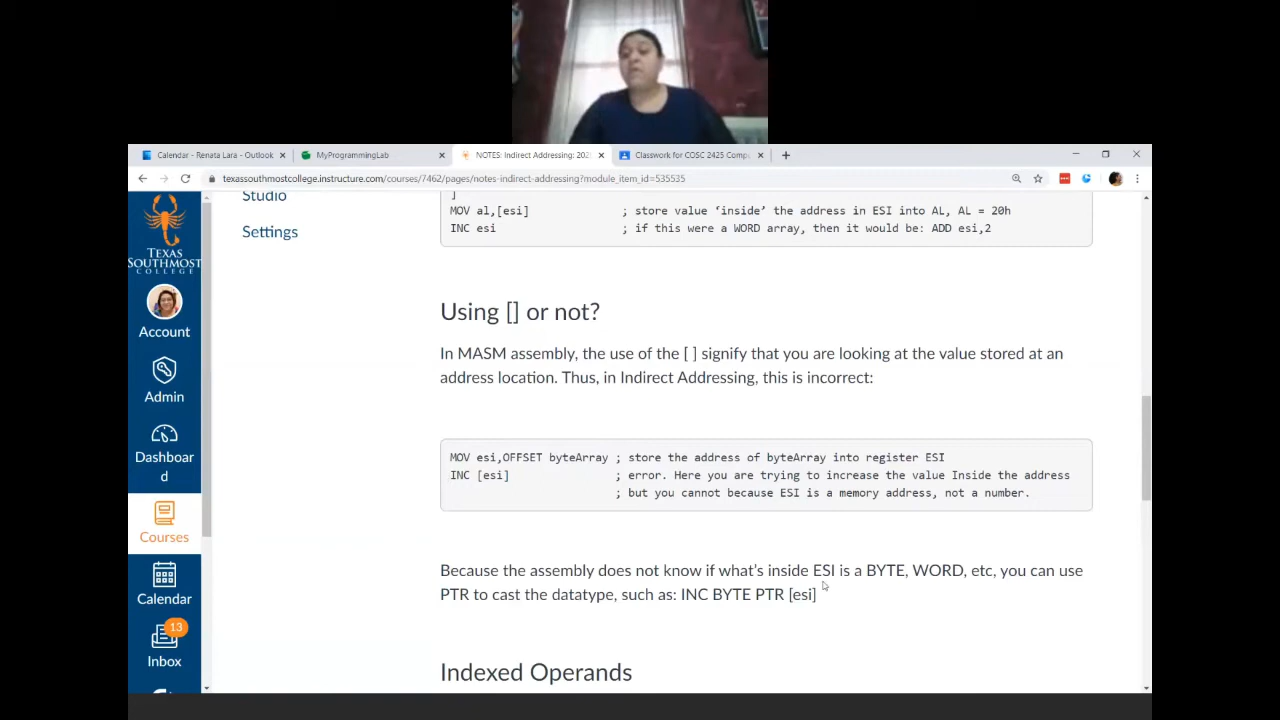 Calendar - Renata Lara - Outlook
MyProgrammingLab
NOTES: Indirect Addressing: 202
Classwork for COSC 2425 Comp
texassouthmostcollege.instructure.com/courses/7462/pages/notes-indirect-addressing?module_item_id=535535
TEXAS
SOUTHMOST
COLLEGE
Account
Admin
Dashboar
d
Courses
Calendar
13
Inbox
Studio
Settings
]
MOV al,[esi] ; store value ‘inside’ the address in ESI into AL, AL = 20h
INC esi ; if this were a WORD array, then it would be: ADD esi,2
Using [] or not?
In MASM assembly, the use of the [ ] signify that you are looking at the value stored at an
address location. Thus, in Indirect Addressing, this is incorrect:
MOV esi,OFFSET byteArray ; store the address of byteArray into register ESI
INC [esi] ; error. Here you are trying to increase the value Inside the address
; but you cannot because ESI is a memory address, not a number.
Because the assembly does not know if what’s inside ESI is a BYTE, WORD, etc, you can use
PTR to cast the datatype, such as: INC BYTE PTR [esi]
Indexed Operands